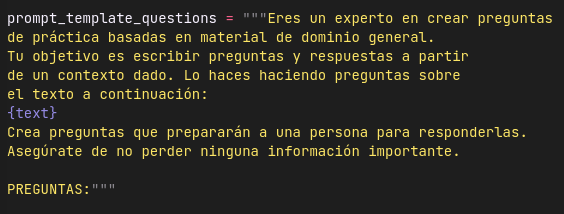 prompt_template_questions = """Eres un experto en crear preguntas
de práctica basadas en material de dominio general.
Tu objetivo es escribir preguntas y respuestas a partir
de un contexto dado. Lo haces haciendo preguntas sobre
el texto a continuación:
{text}
Crea preguntas que prepararán a una persona para responderlas.
Asegúrate de no perder ninguna información importante.

PREGUNTAS:"""